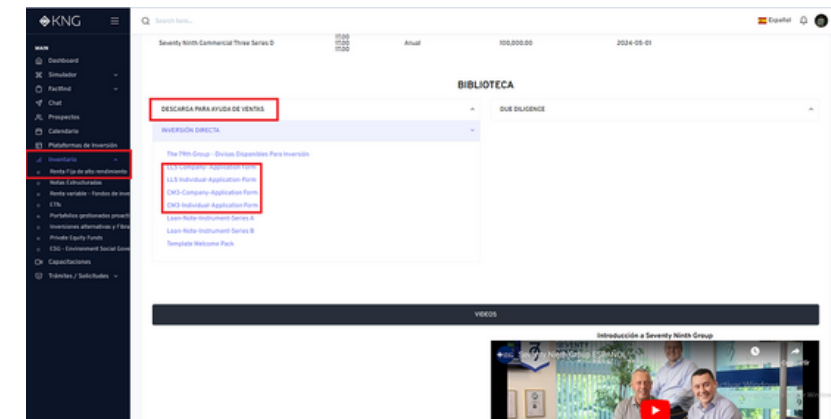 KNG
Search here...
Español
MAIN
Dashboard
Simulador
Factfind
Chat
Prospectos
Calendario
Plataformas de Inversión
Inventario
Renta Fija de alto rendimiento
Notas Estructuradas
Renta variable - Fondos de inve
ETFs
Portafolios gestionados proacti
Inversiones alternativas y Fibra
Private Equity Funds
ESG - Environment Social Gove
Capacitaciones
Trámites / Solicitudes
Seventy Ninth Commercial Three Series D
17.00
17.00
17.00
Anual
100,000.00
2024-05-01
BIBLIOTECA
DESCARGA PARA AYUDA DE VENTAS
DUE DILIGENCE
INVERSIÓN DIRECTA
The 79th Group - Divisas Disponibles Para Inversión
LLS-Company- Application Form
LLS Individual-Application-Form
CM3-Company-Application Form
CM3-Individual-Application Form
Loan-Note-Instrument-Series A
Loan-Note-Instrument-Series B
Template Welcome Pack
VIDEOS
Introducción a Seventy Ninth Group
KNG Seventy Ninth Group ESPAÑOL